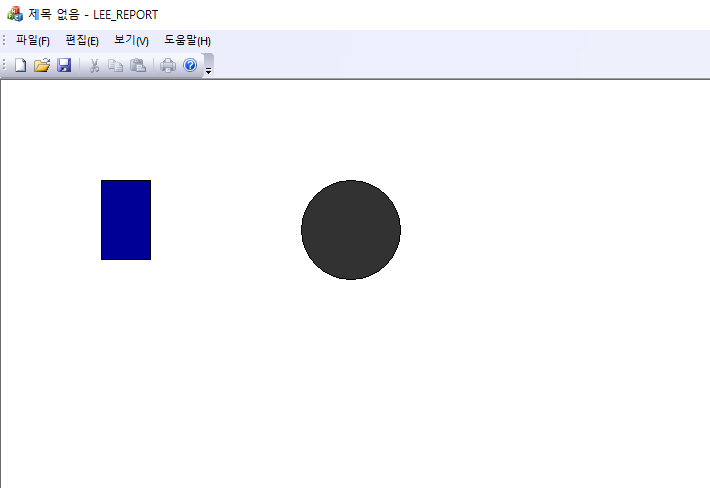 제목 없음 - LEE_REPORT
파일(F) 편집(E) 보기(V) 도움말(H)